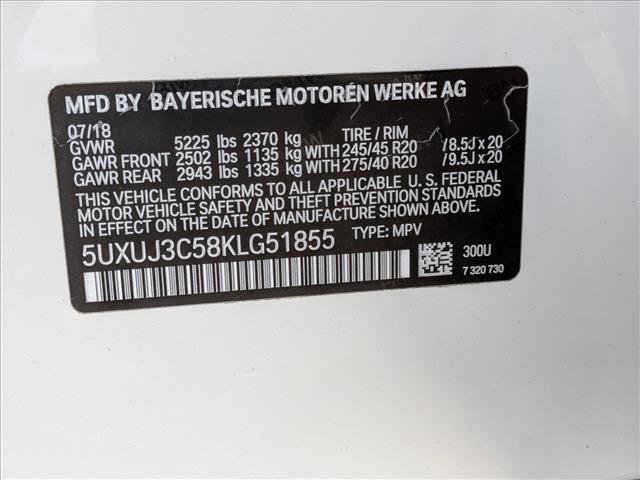 MFD BY BAYERISCHE MOTOREN WERKE AG
07/18 TIRE / RIM
GVWR 5225 lbs 2370 kg
GAWR FRONT 2502 lbs 1135 kg WITH 245/45 R20 /8.5J x 20
GAWR REAR 2943 lbs 1335 kg WITH 275/40 R20 /9.5J x 20
THIS VEHICLE CONFORMS TO ALL APPLICABLE U. S. FEDERAL
MOTOR VEHICLE SAFETY AND THEFT PREVENTION STANDARDS
IN EFFECT ON THE DATE OF MANUFACTURE SHOWN ABOVE.
5UXUJ3C58KLG51855 TYPE: MPV
300U
7 320 730